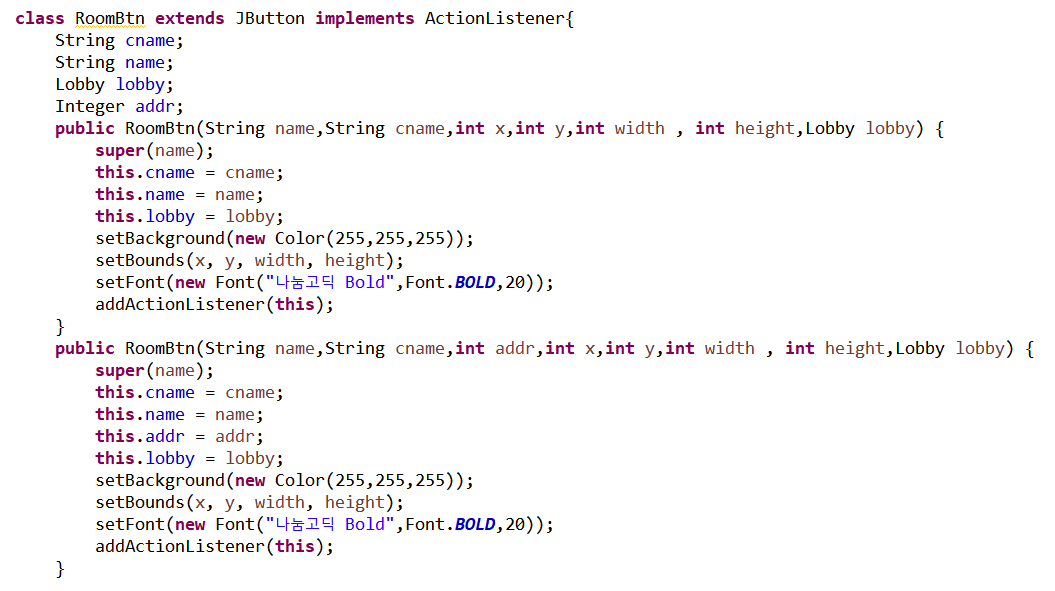 class RoomBtn extends JButton implements ActionListener{
    String cname;
    String name;
    Lobby lobby;
    Integer addr;
    public RoomBtn(String name,String cname,int x,int y,int width , int height,Lobby lobby) {
        super(name);
        this.cname = cname;
        this.name = name;
        this.lobby = lobby;
        setBackground(new Color(255,255,255));
        setBounds(x, y, width, height);
        setFont(new Font("나눔고딕 Bold",Font.BOLD,20));
        addActionListener(this);
    }
    public RoomBtn(String name,String cname,int addr,int x,int y,int width , int height,Lobby lobby) {
        super(name);
        this.cname = cname;
        this.name = name;
        this.addr = addr;
        this.lobby = lobby;
        setBackground(new Color(255,255,255));
        setBounds(x, y, width, height);
        setFont(new Font("나눔고딕 Bold",Font.BOLD,20));
        addActionListener(this);
    }